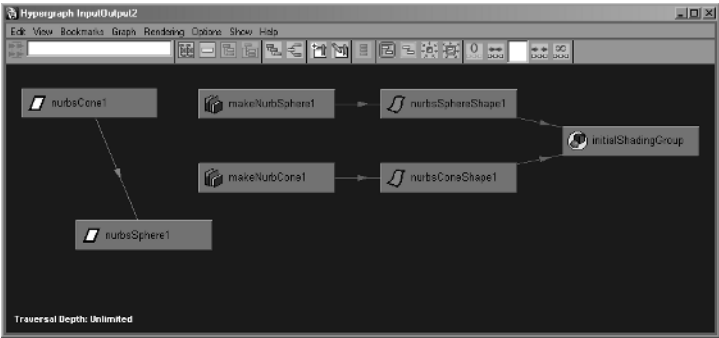 Hypergraph InputOutput2
Edit View Bookmarks Graph Rendering Options Show Help
nurbsCone1
makeNurbSphere1
nurbsSphereShape1
initialShadingGroup
makeNurbCone1
nurbsConeShape1
nurbsSphere1
Traversal Depth: Unlimited